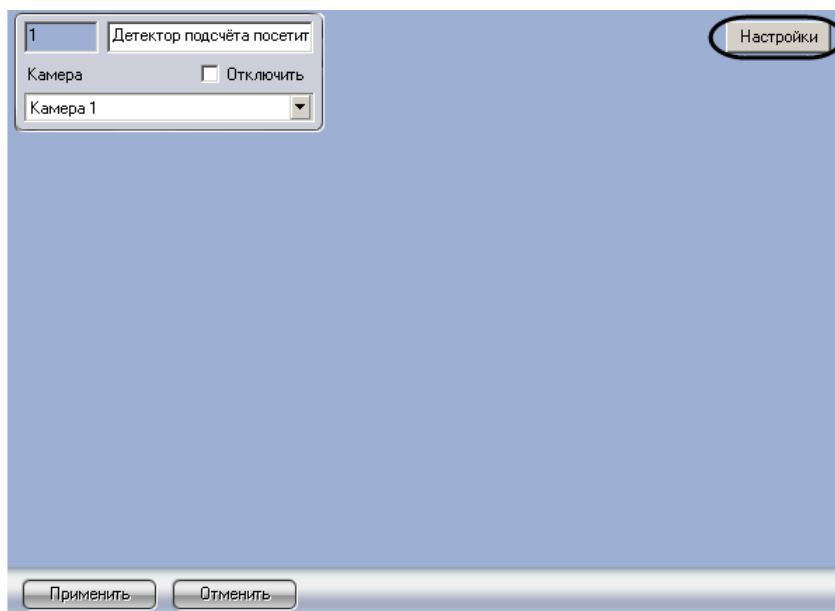 1
Детектор подсчёта посетит
Настройки
Камера
Отключить
Камера 1
Применить
Отменить